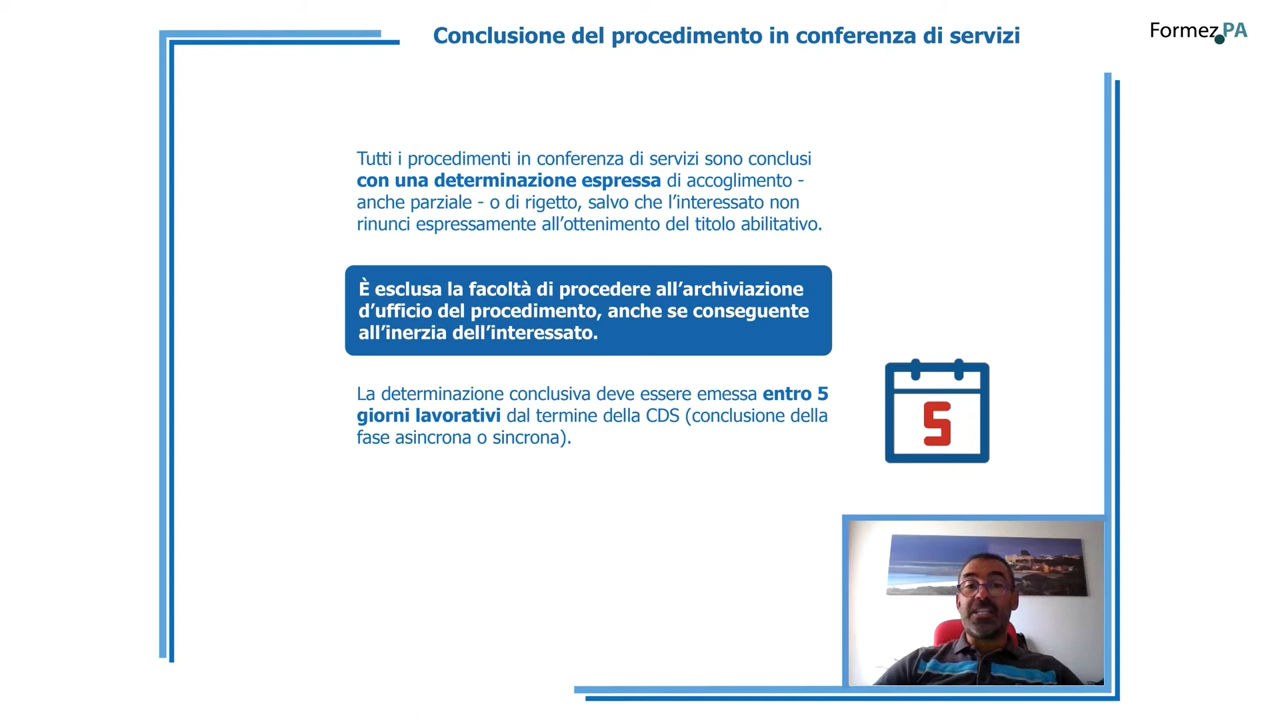 Conclusione del procedimento in conferenza di servizi
Formez PA
Tutti i procedimenti in conferenza di servizi sono conclusi
con una determinazione espressa di accoglimento -
anche parziale - o di rigetto, salvo che l'interessato non
rinunci espressamente all'ottenimento del titolo abilitativo.
È esclusa la facoltà di procedere all'archiviazione
d'ufficio del procedimento, anche se conseguente
all'inerzia dell'interessato.
La determinazione conclusiva deve essere emessa entro 5
giorni lavorativi dal termine della CDS (conclusione della
fase asincrona o sincrona).
5